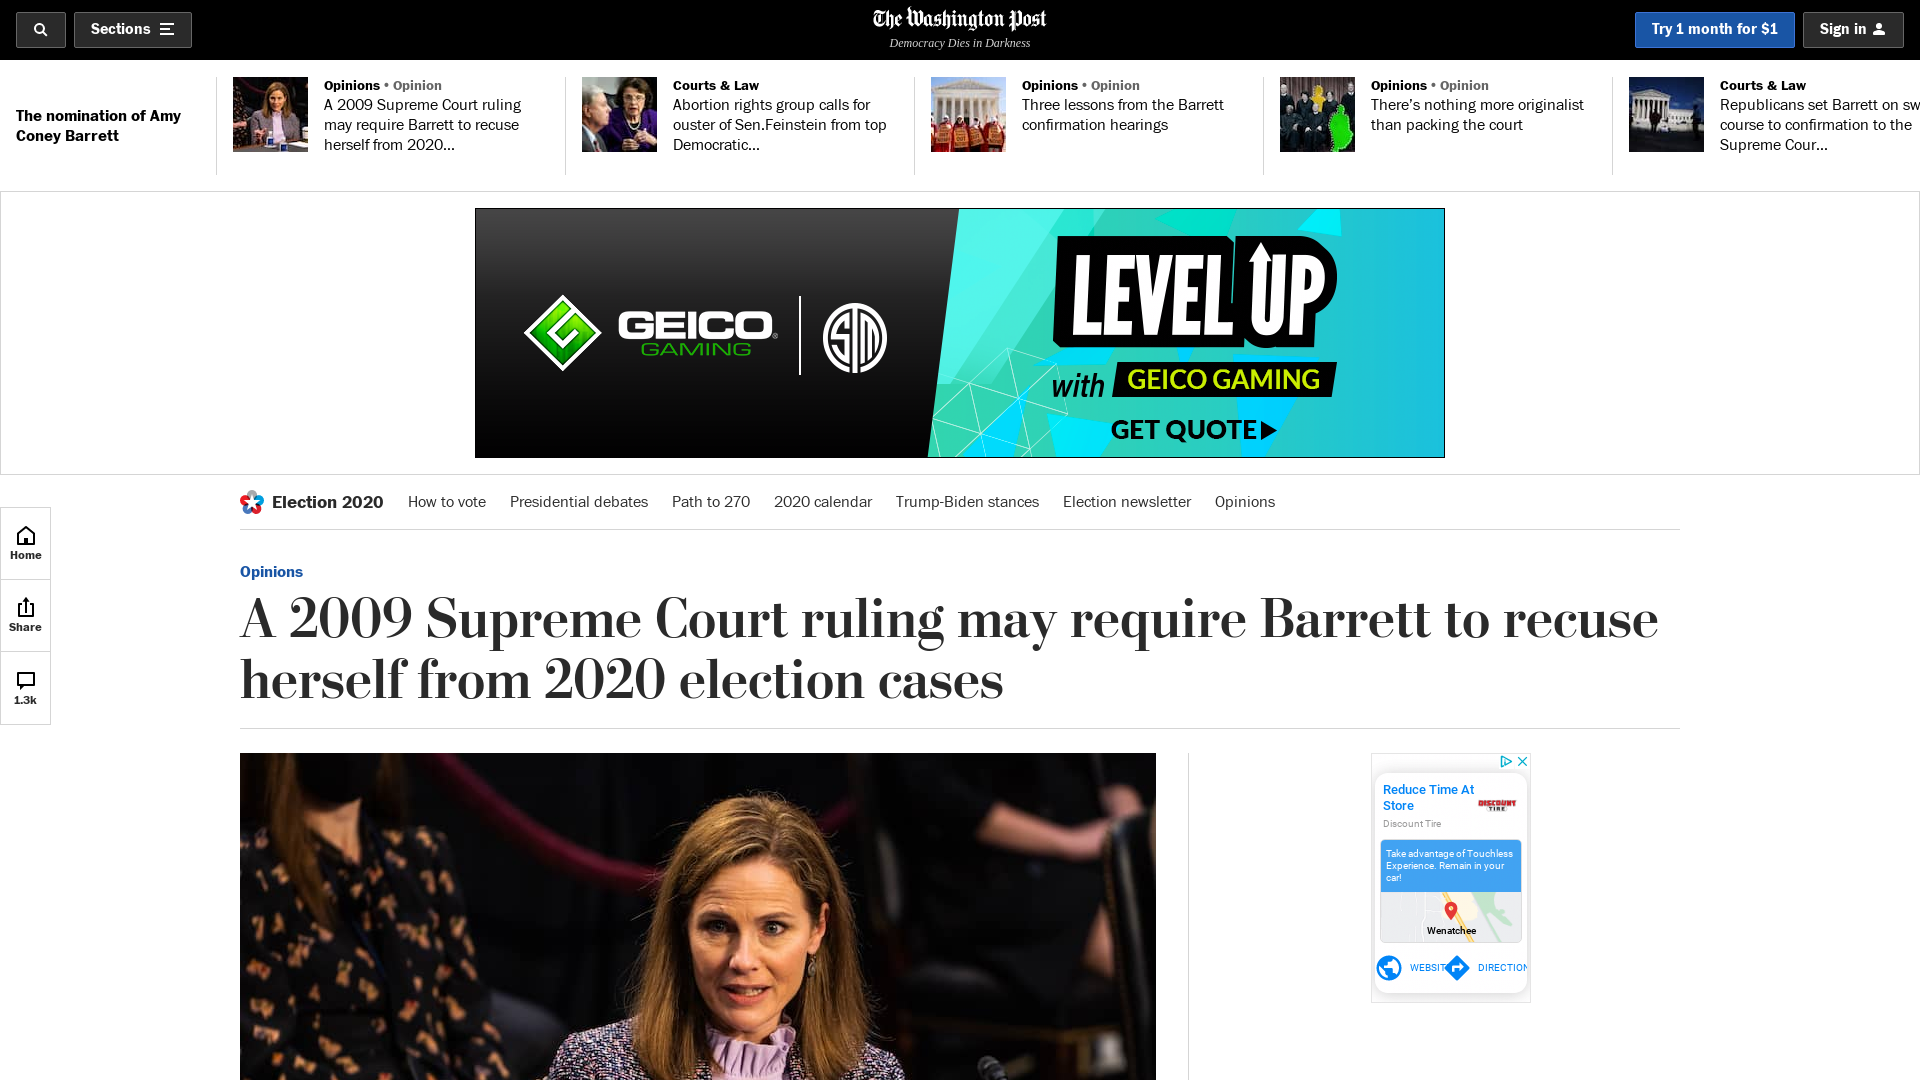 Sections
The Washington Post
Democracy Dies in Darkness
Try 1 month for $1
Sign in
The nomination of Amy
Coney Barrett
Opinions • Opinion
A 2009 Supreme Court ruling
may require Barrett to recuse
herself from 2020...
Courts & Law
Abortion rights group calls for
ouster of Sen.Feinstein from top
Democratic...
Opinions • Opinion
Three lessons from the Barrett
confirmation hearings
Opinions • Opinion
There’s nothing more originalist
than packing the court
Courts & Law
Republicans set Barrett on sw
course to confirmation to the
Supreme Cour...
GEICO
GAMING
TSM
LEVEL UP
with GEICO GAMING
GET QUOTE
Election 2020
How to vote
Presidential debates
Path to 270
2020 calendar
Trump-Biden stances
Election newsletter
Opinions
Home
Share
1.3k
Opinions
A 2009 Supreme Court ruling may require Barrett to recuse
herself from 2020 election cases
Reduce Time At
Store
DISCOUNT
TIRE
Discount Tire
Take advantage of Touchless
Experience. Remain in your
car!
Wenatchee
WEBSIT
DIRECTION